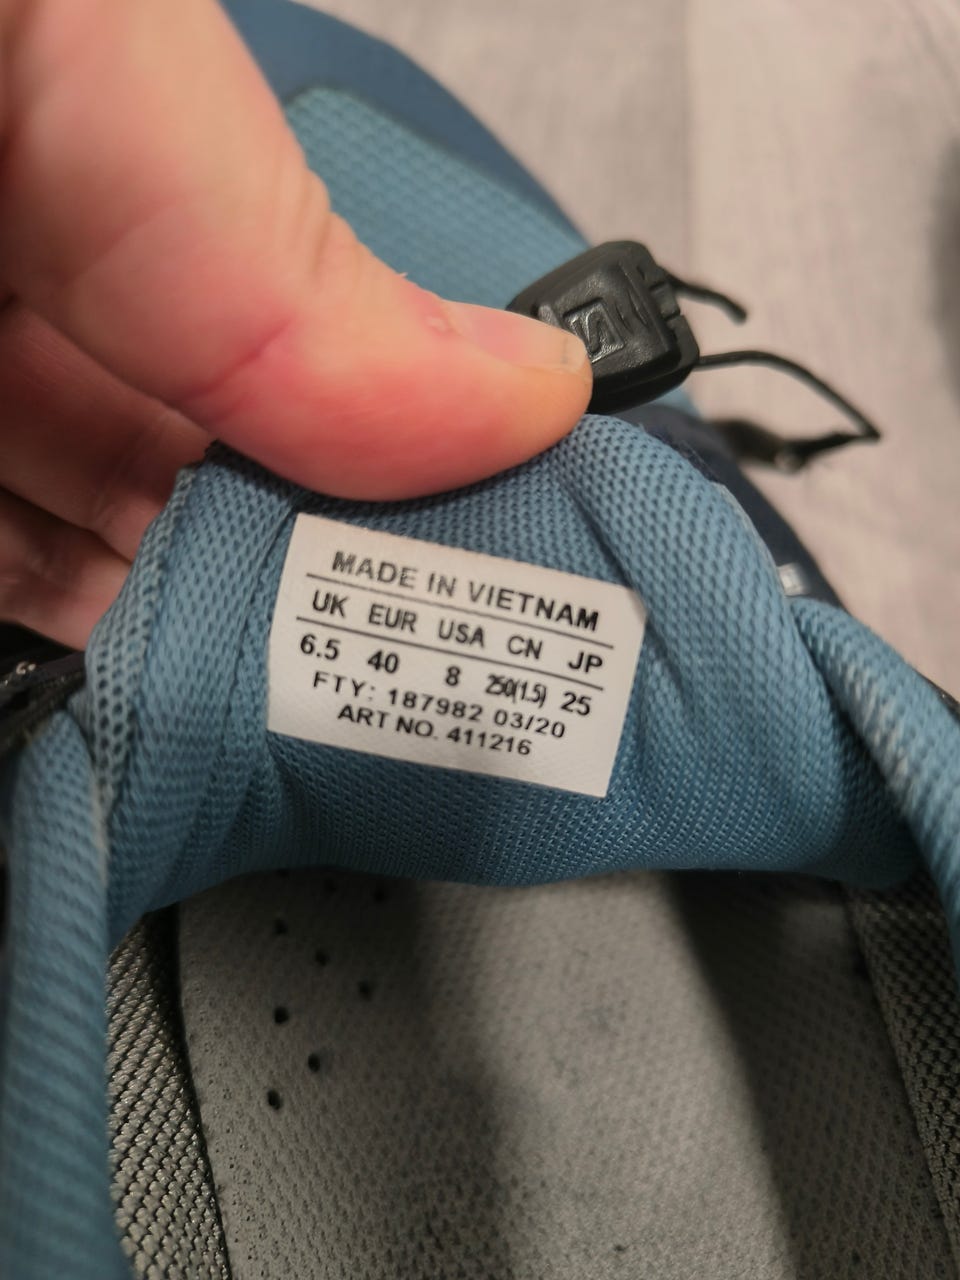 MADE IN VIETNAM
UK EUR USA CN JP
6.5 40 8 250(1.5) 25
FTY: 187982 03/20
ART NO. 411216